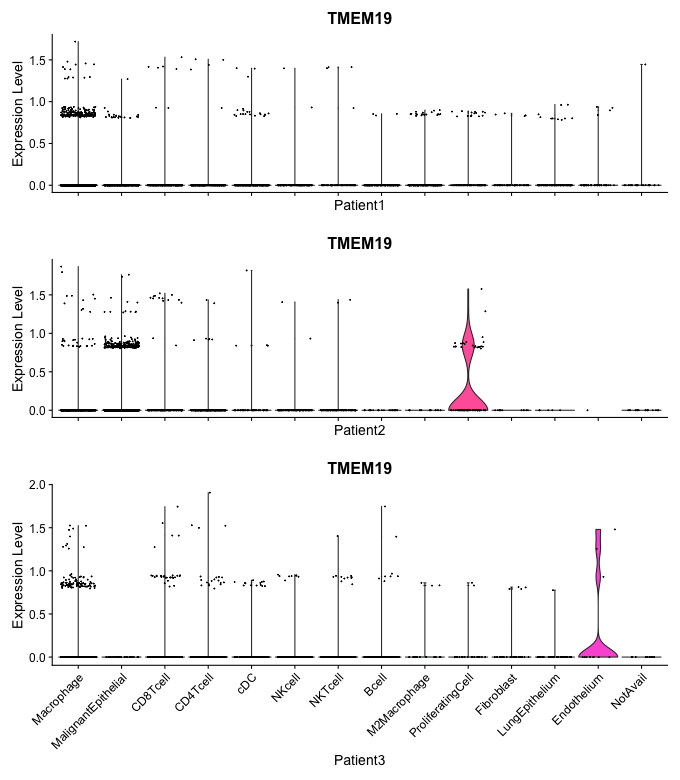 TMEM19
Expression Level
1.5
1.0
0.5
0.0
Patient1
TMEM19
Expression Level
1.5
1.0
0.5
0.0
Patient2
TMEM19
Expression Level
2.0
1.5
1.0
0.5
0.0
Macrophage
MalignantEpithelial
CD8Tcell
CD4Tcell
cDC
NKcell
NKTcell
Bcell
M2Macrophage
ProliferatingCell
Fibroblast
LungEpithelium
Endothelium
NotAvail
Patient3